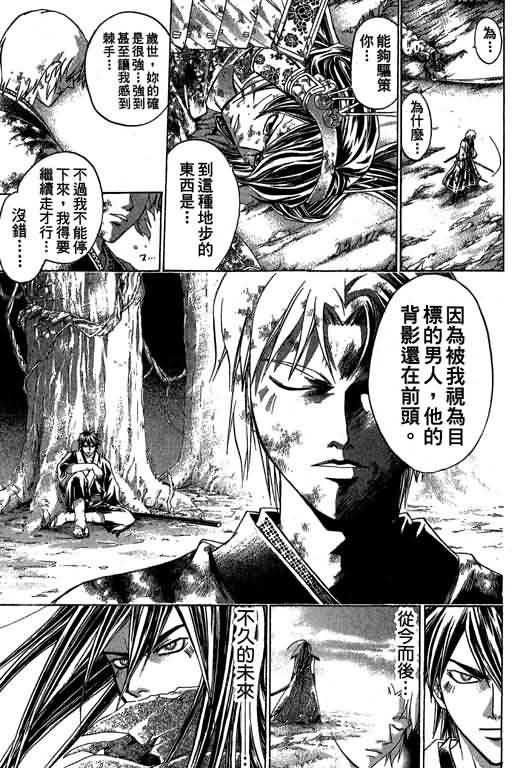 為…
為什麼…
能夠驅策
你…
到這種地步的
東西是…
歲世，妳的確
是很強…強到
甚至讓我感到
棘手…
不過我不能停
下來，我得要
繼續走才行…
沒錯……
因為被我視為目
標的男人，他的
背影還在前頭。
從今而後…
不久的未來
…